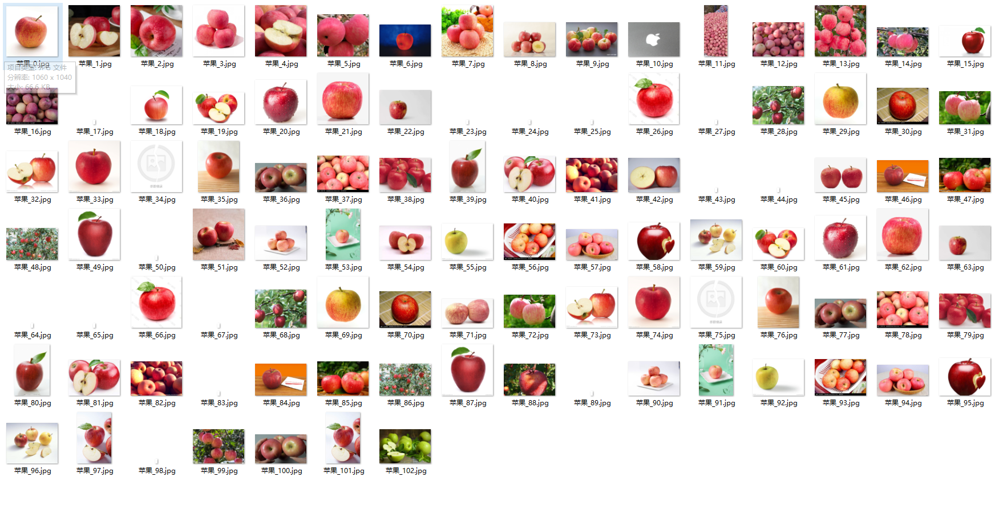 苹果_0.jpg 苹果_1.jpg 苹果_2.jpg 苹果_3.jpg 苹果_4.jpg 苹果_5.jpg 苹果_6.jpg 苹果_7.jpg 苹果_8.jpg 苹果_9.jpg 苹果_10.jpg 苹果_11.jpg 苹果_12.jpg 苹果_13.jpg 苹果_14.jpg 苹果_15.jpg
项目类型: JPG 文件
分辨率: 1060 x 1040
大小: 66.6 KB
苹果_16.jpg 苹果_17.jpg 苹果_18.jpg 苹果_19.jpg 苹果_20.jpg 苹果_21.jpg 苹果_22.jpg 苹果_23.jpg 苹果_24.jpg 苹果_25.jpg 苹果_26.jpg 苹果_27.jpg 苹果_28.jpg 苹果_29.jpg 苹果_30.jpg 苹果_31.jpg
苹果_32.jpg 苹果_33.jpg 苹果_34.jpg 苹果_35.jpg 苹果_36.jpg 苹果_37.jpg 苹果_38.jpg 苹果_39.jpg 苹果_40.jpg 苹果_41.jpg 苹果_42.jpg 苹果_43.jpg 苹果_44.jpg 苹果_45.jpg 苹果_46.jpg 苹果_47.jpg
苹果_48.jpg 苹果_49.jpg 苹果_50.jpg 苹果_51.jpg 苹果_52.jpg 苹果_53.jpg 苹果_54.jpg 苹果_55.jpg 苹果_56.jpg 苹果_57.jpg 苹果_58.jpg 苹果_59.jpg 苹果_60.jpg 苹果_61.jpg 苹果_62.jpg 苹果_63.jpg
苹果_64.jpg 苹果_65.jpg 苹果_66.jpg 苹果_67.jpg 苹果_68.jpg 苹果_69.jpg 苹果_70.jpg 苹果_71.jpg 苹果_72.jpg 苹果_73.jpg 苹果_74.jpg 苹果_75.jpg 苹果_76.jpg 苹果_77.jpg 苹果_78.jpg 苹果_79.jpg
苹果_80.jpg 苹果_81.jpg 苹果_82.jpg 苹果_83.jpg 苹果_84.jpg 苹果_85.jpg 苹果_86.jpg 苹果_87.jpg 苹果_88.jpg 苹果_89.jpg 苹果_90.jpg 苹果_91.jpg 苹果_92.jpg 苹果_93.jpg 苹果_94.jpg 苹果_95.jpg
苹果_96.jpg 苹果_97.jpg 苹果_98.jpg 苹果_99.jpg 苹果_100.jpg 苹果_101.jpg 苹果_102.jpg